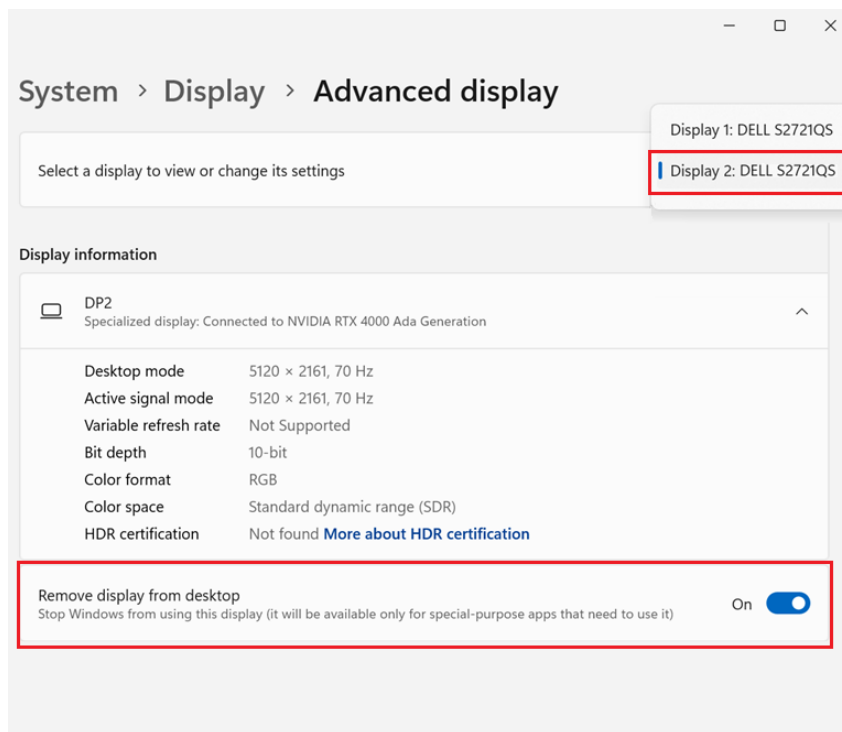 System > Display > Advanced display
Display 1: DELL S2721QS
Select a display to view or change its settings
Display 2: DELL S2721QS
Display information
DP2
Specialized display: Connected to NVIDIA RTX 4000 Ada Generation
Desktop mode 5120 × 2161, 70 Hz
Active signal mode 5120 × 2161, 70 Hz
Variable refresh rate Not Supported
Bit depth 10-bit
Color format RGB
Color space Standard dynamic range (SDR)
HDR certification Not found More about HDR certification
Remove display from desktop
Stop Windows from using this display (it will be available only for special-purpose apps that need to use it)
On